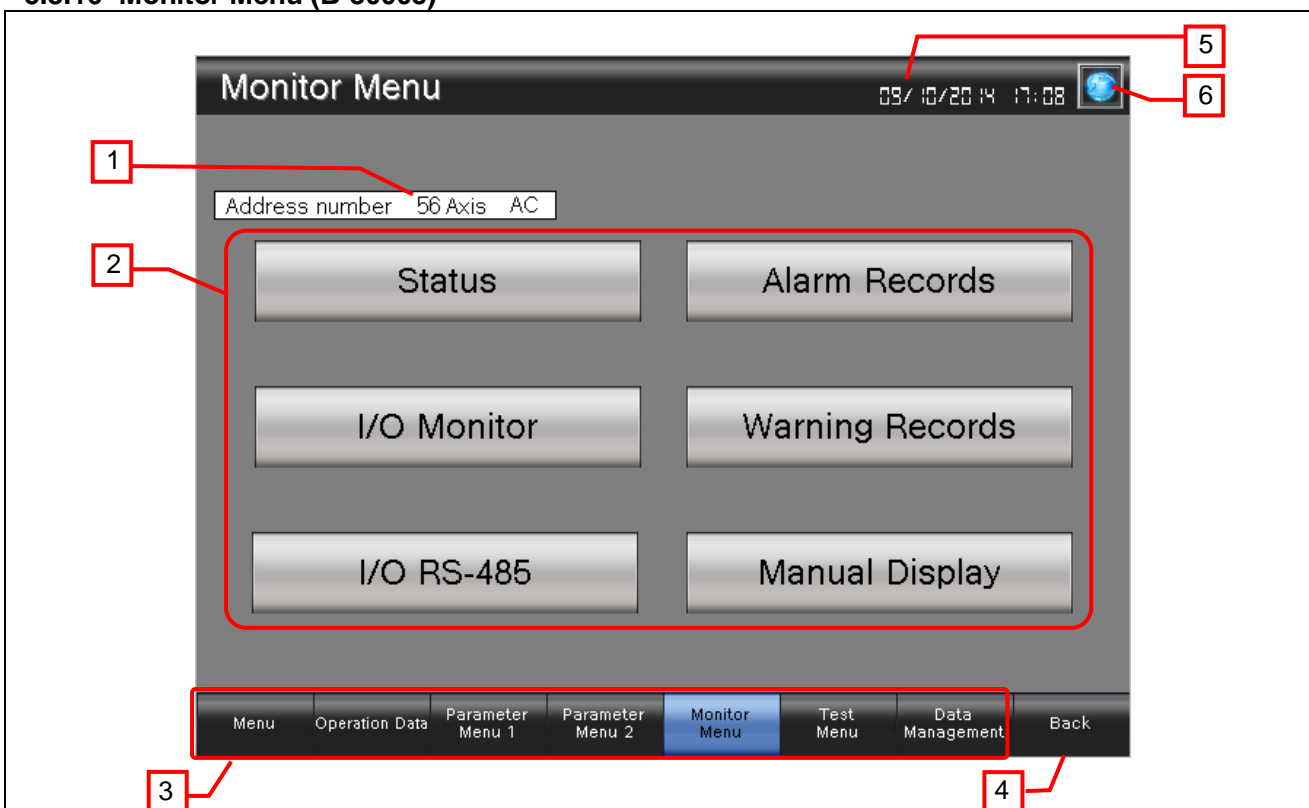 Monitor Menu
5
Monitor Menu
09/10/2014 17:08
6
1
Address number 56 Axis AC
2
Status
Alarm Records
I/O Monitor
Warning Records
I/O RS-485
Manual Display
Menu
Operation Data
Parameter
Menu 1
Parameter
Menu 2
Monitor
Menu
Test
Menu
Data
Management
Back
3
4